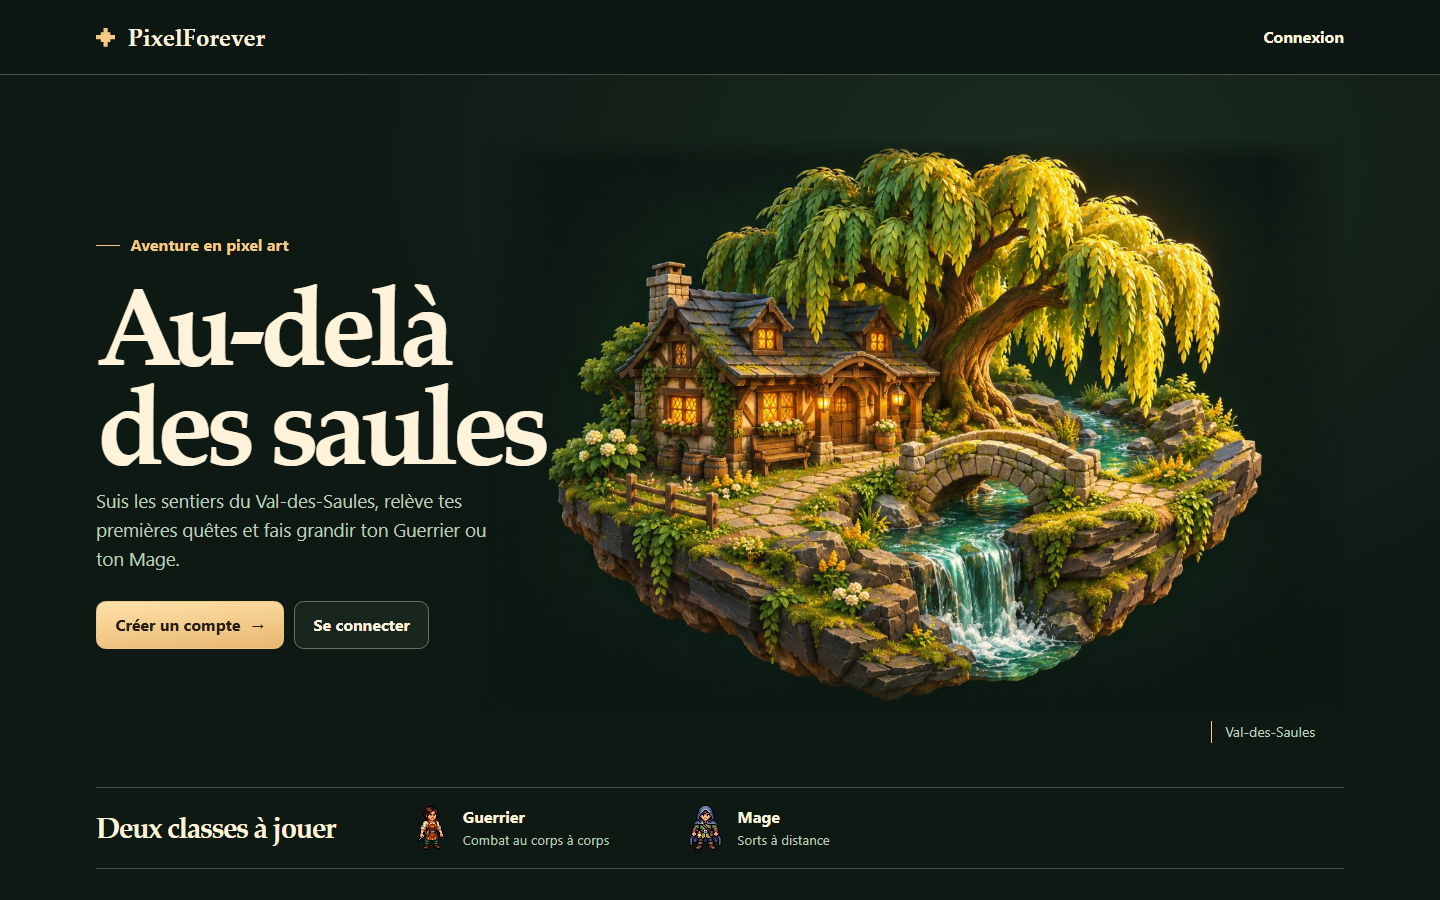 PixelForever
Connexion
Aventure en pixel art
Au-delà
des saules
Suis les sentiers du Val-des-Saules, relève tes
premières quêtes et fais grandir ton Guerrier ou
ton Mage.
Créer un compte →
Se connecter
Val-des-Saules
Deux classes à jouer
Guerrier
Combat au corps à corps
Mage
Sorts à distance